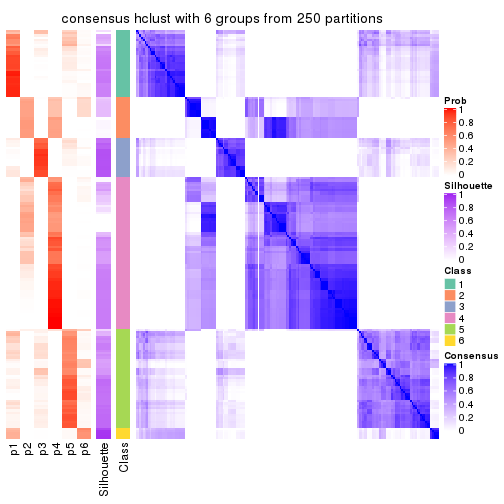 consensus hclust with 6 groups from 250 partitions
Prob
1
0.8
0.6
0.4
0.2
0
Silhouette
1
0.8
0.6
0.4
0.2
0
Class
1
2
3
4
5
6
Consensus
1
0.8
0.6
0.4
0.2
0
p1
p2
p3
p4
p5
p6
Silhouette
Class